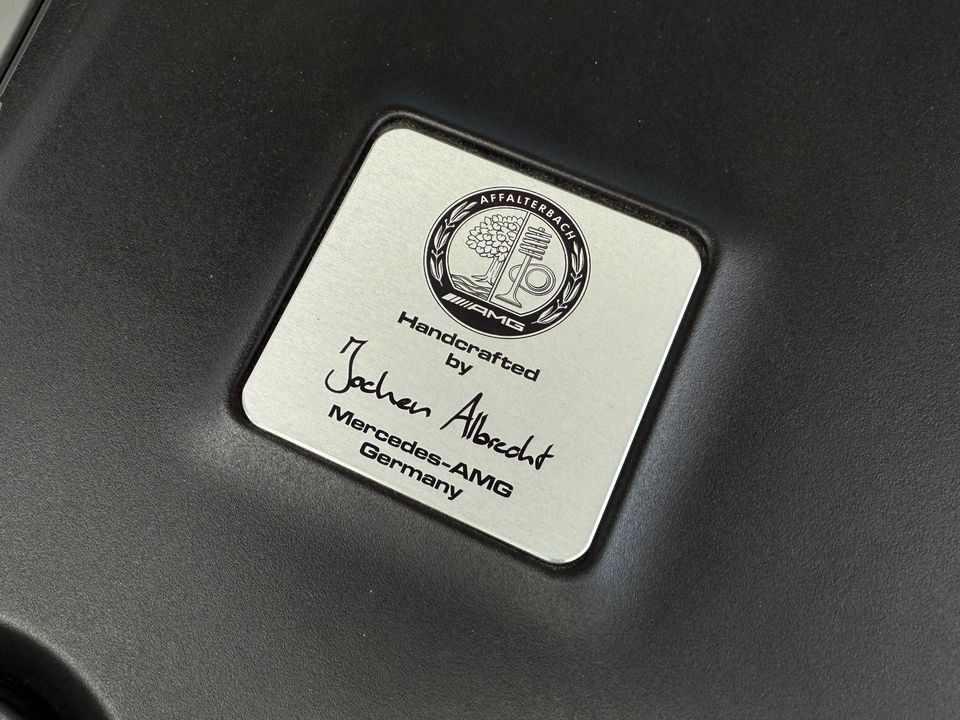 AFFALTERBACH
AMG
Handcrafted
by
Jochen Albrecht
Mercedes-AMG
Germany